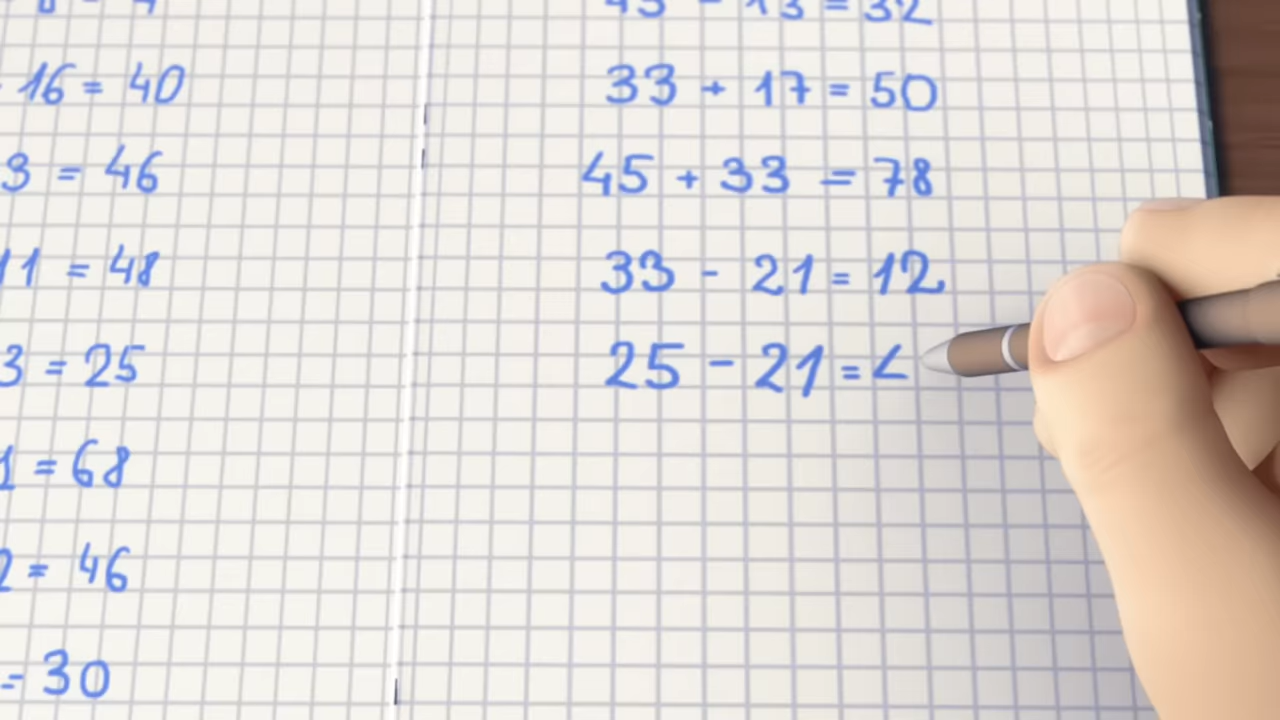 16 = 40
3 = 46
11 = 48
3 = 25
1 = 68
2 = 46
= 30
33 + 17 = 50
45 + 33 = 78
33 - 21 = 12
25 - 21 =